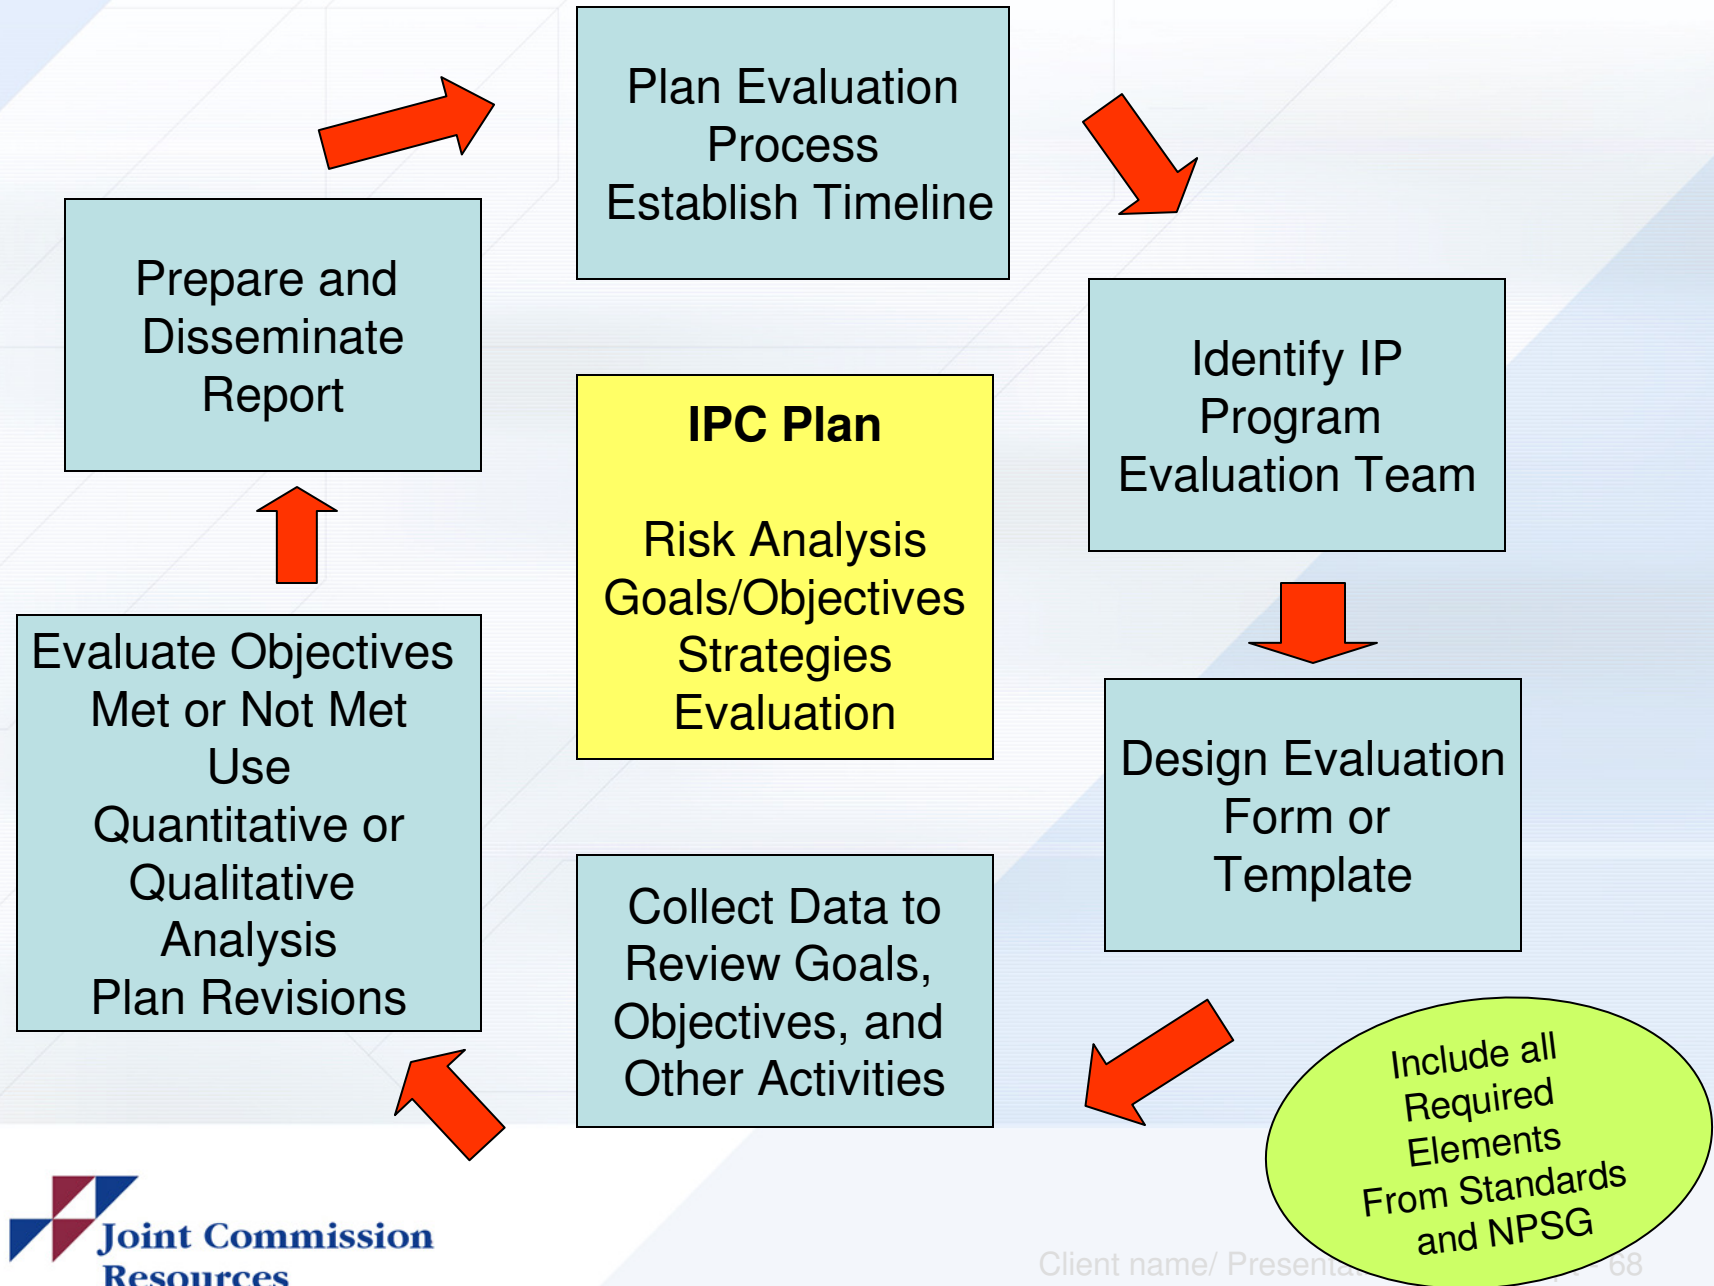 Plan Evaluation
Process
Establish Timeline
Identify IP
Program
Evaluation Team
Design Evaluation
Form or
Template
Include all
Required
Elements
From Standards
and NPSG
Collect Data to
Review Goals,
Objectives, and
Other Activities
Evaluate Objectives
Met or Not Met
Use
Quantitative or
Qualitative
Analysis
Plan Revisions
Prepare and
Disseminate
Report
IPC Plan
Risk Analysis
Goals/Objectives
Strategies
Evaluation
Joint Commission
Resources
Client name/ 68